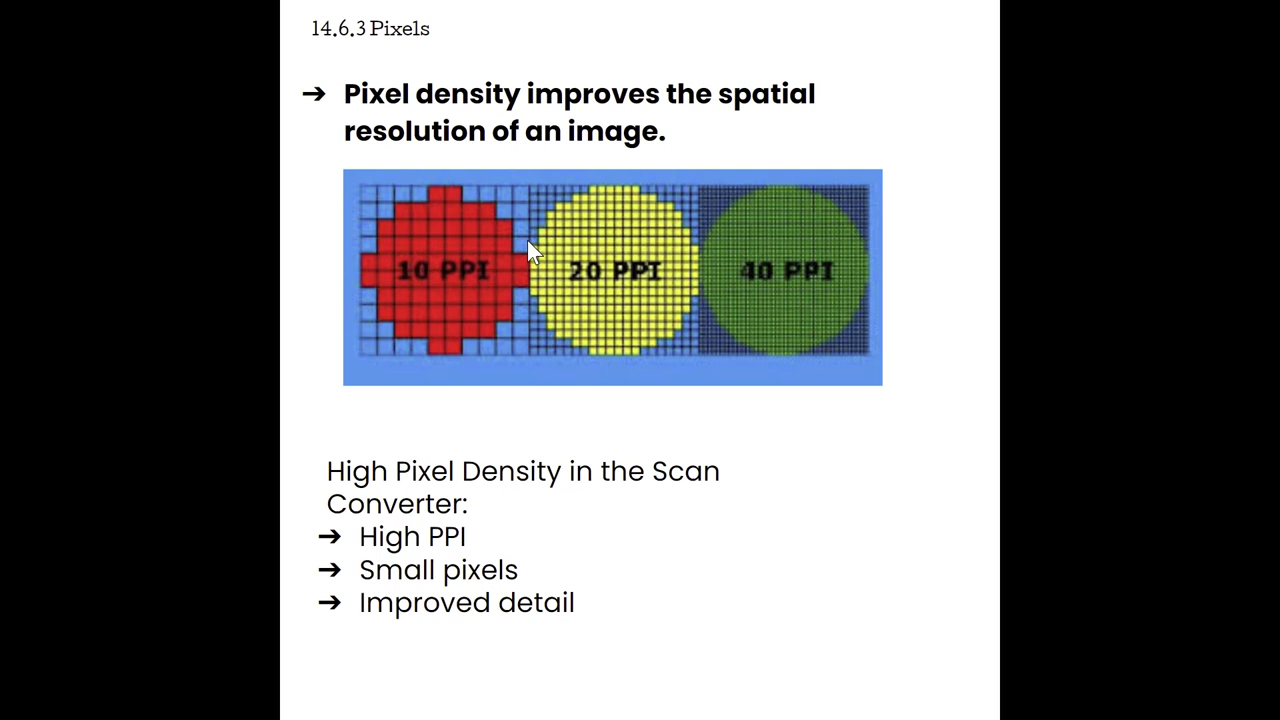 14.6.3 Pixels
➔ Pixel density improves the spatial
resolution of an image.
10 PPI 20 PPI 40 PPI
High Pixel Density in the Scan
Converter:
➔ High PPI
➔ Small pixels
➔ Improved detail